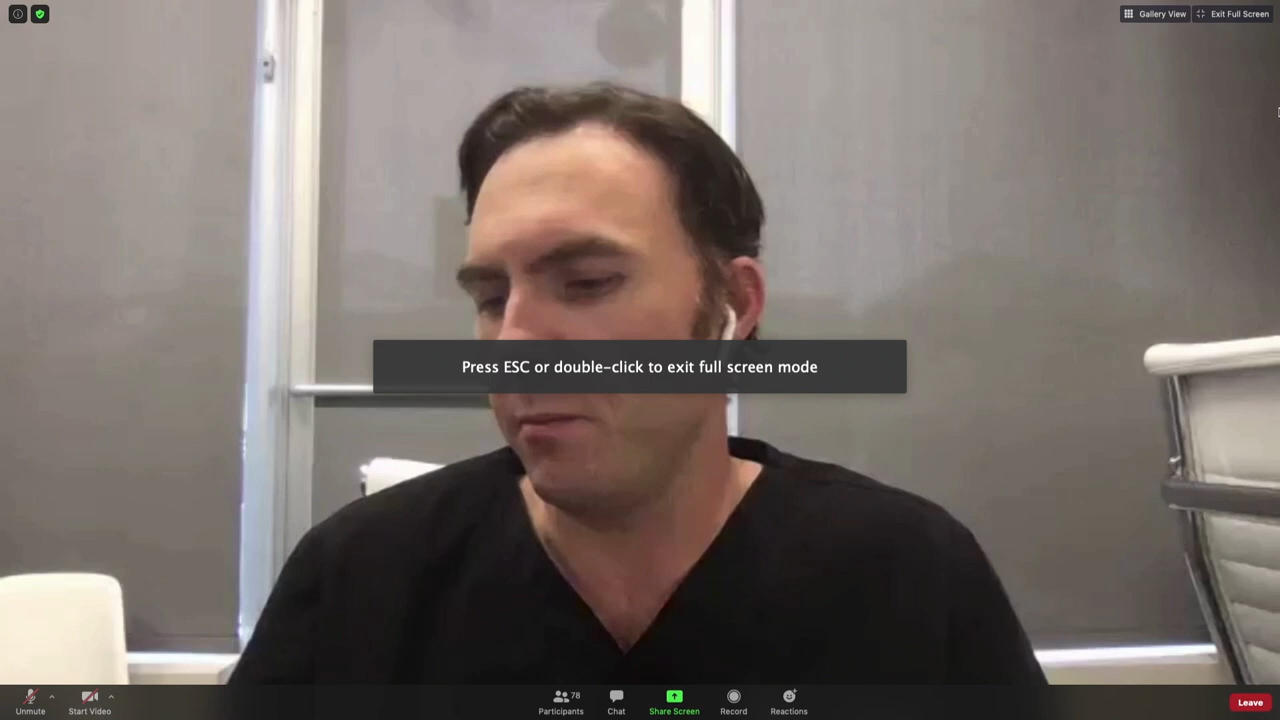 Gallery View
Exit Full Screen
Press ESC or double-click to exit full screen mode
Unmute
Start Video
78
Participants
Chat
Share Screen
Record
Reactions
Leave